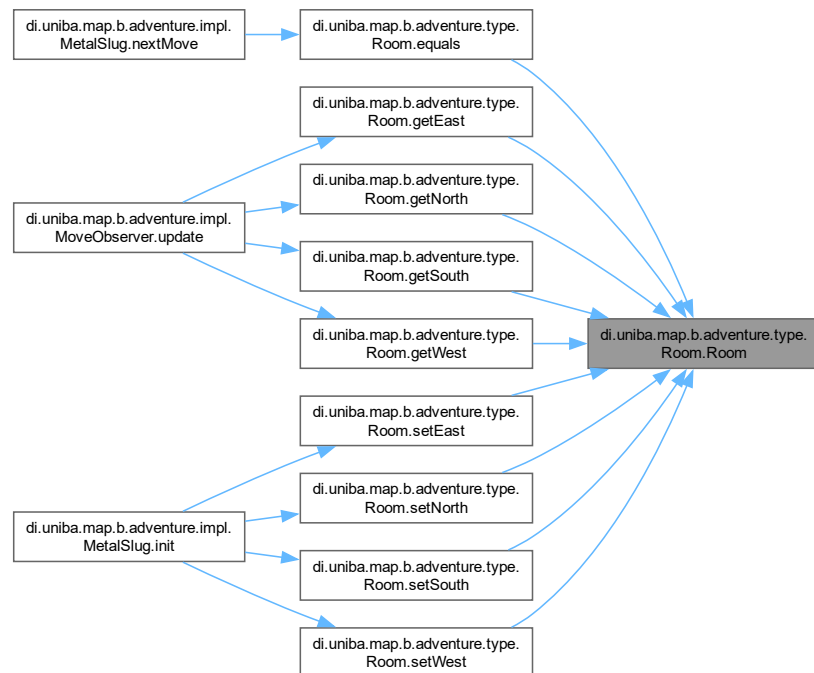 di.uniba.map.b.adventure.impl.
MetalSlug.nextMove
di.uniba.map.b.adventure.type.
Room.equals
di.uniba.map.b.adventure.type.
Room.getEast
di.uniba.map.b.adventure.type.
Room.getNorth
di.uniba.map.b.adventure.impl.
MoveObserver.update
di.uniba.map.b.adventure.type.
Room.getSouth
di.uniba.map.b.adventure.type.
Room.getWest
di.uniba.map.b.adventure.type.
Room.Room
di.uniba.map.b.adventure.type.
Room.setEast
di.uniba.map.b.adventure.type.
Room.setNorth
di.uniba.map.b.adventure.impl.
MetalSlug.init
di.uniba.map.b.adventure.type.
Room.setSouth
di.uniba.map.b.adventure.type.
Room.setWest